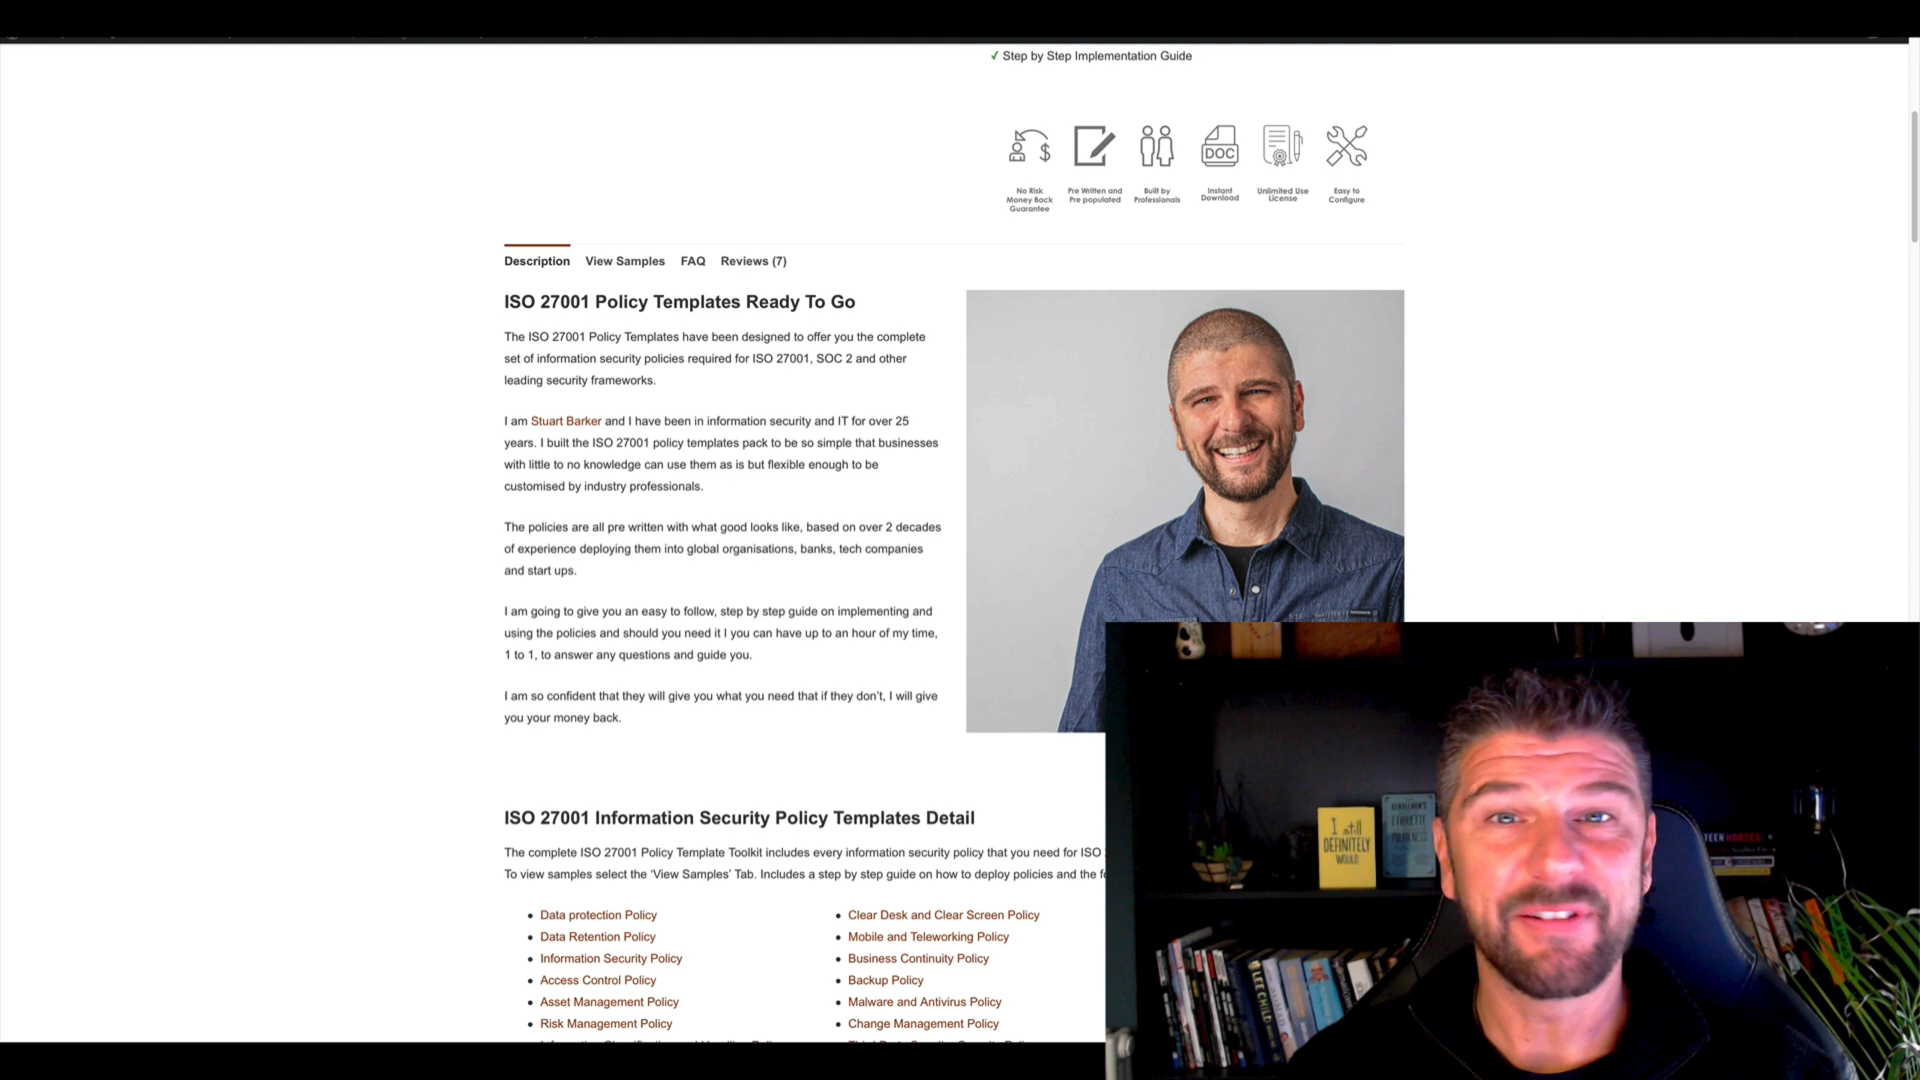 ✓ Step by Step Implementation Guide
DOC
No Risk
Money Back
Guarantee
Pre Written and
Pre populated
Built by
Professionals
Instant
Download
Unlimited Use
License
Easy to
Configure
Description View Samples FAQ Reviews (7)
ISO 27001 Policy Templates Ready To Go
The ISO 27001 Policy Templates have been designed to offer you the complete
set of information security policies required for ISO 27001, SOC 2 and other
leading security frameworks.
I am Stuart Barker and I have been in information security and IT for over 25
years. I built the ISO 27001 policy templates pack to be so simple that businesses
with little to no knowledge can use them as is but flexible enough to be
customised by industry professionals.
The policies are all pre written with what good looks like, based on over 2 decades
of experience deploying them into global organisations, banks, tech companies
and start ups.
I am going to give you an easy to follow, step by step guide on implementing and
using the policies and should you need it I you can have up to an hour of my time,
1 to 1, to answer any questions and guide you.
I am so confident that they will give you what you need that if they don't, I will give
you your money back.
ISO 27001 Information Security Policy Templates Detail
The complete ISO 27001 Policy Template Toolkit includes every information security policy that you need for ISO
To view samples select the 'View Samples' Tab. Includes a step by step guide on how to deploy policies and the
• Data protection Policy
• Data Retention Policy
• Information Security Policy
• Access Control Policy
• Asset Management Policy
• Risk Management Policy
• Clear Desk and Clear Screen Policy
• Mobile and Teleworking Policy
• Business Continuity Policy
• Backup Policy
• Malware and Antivirus Policy
• Change Management Policy
I still
DEFINITELY
WOULD
ETIQUETTE
LEE CHILD